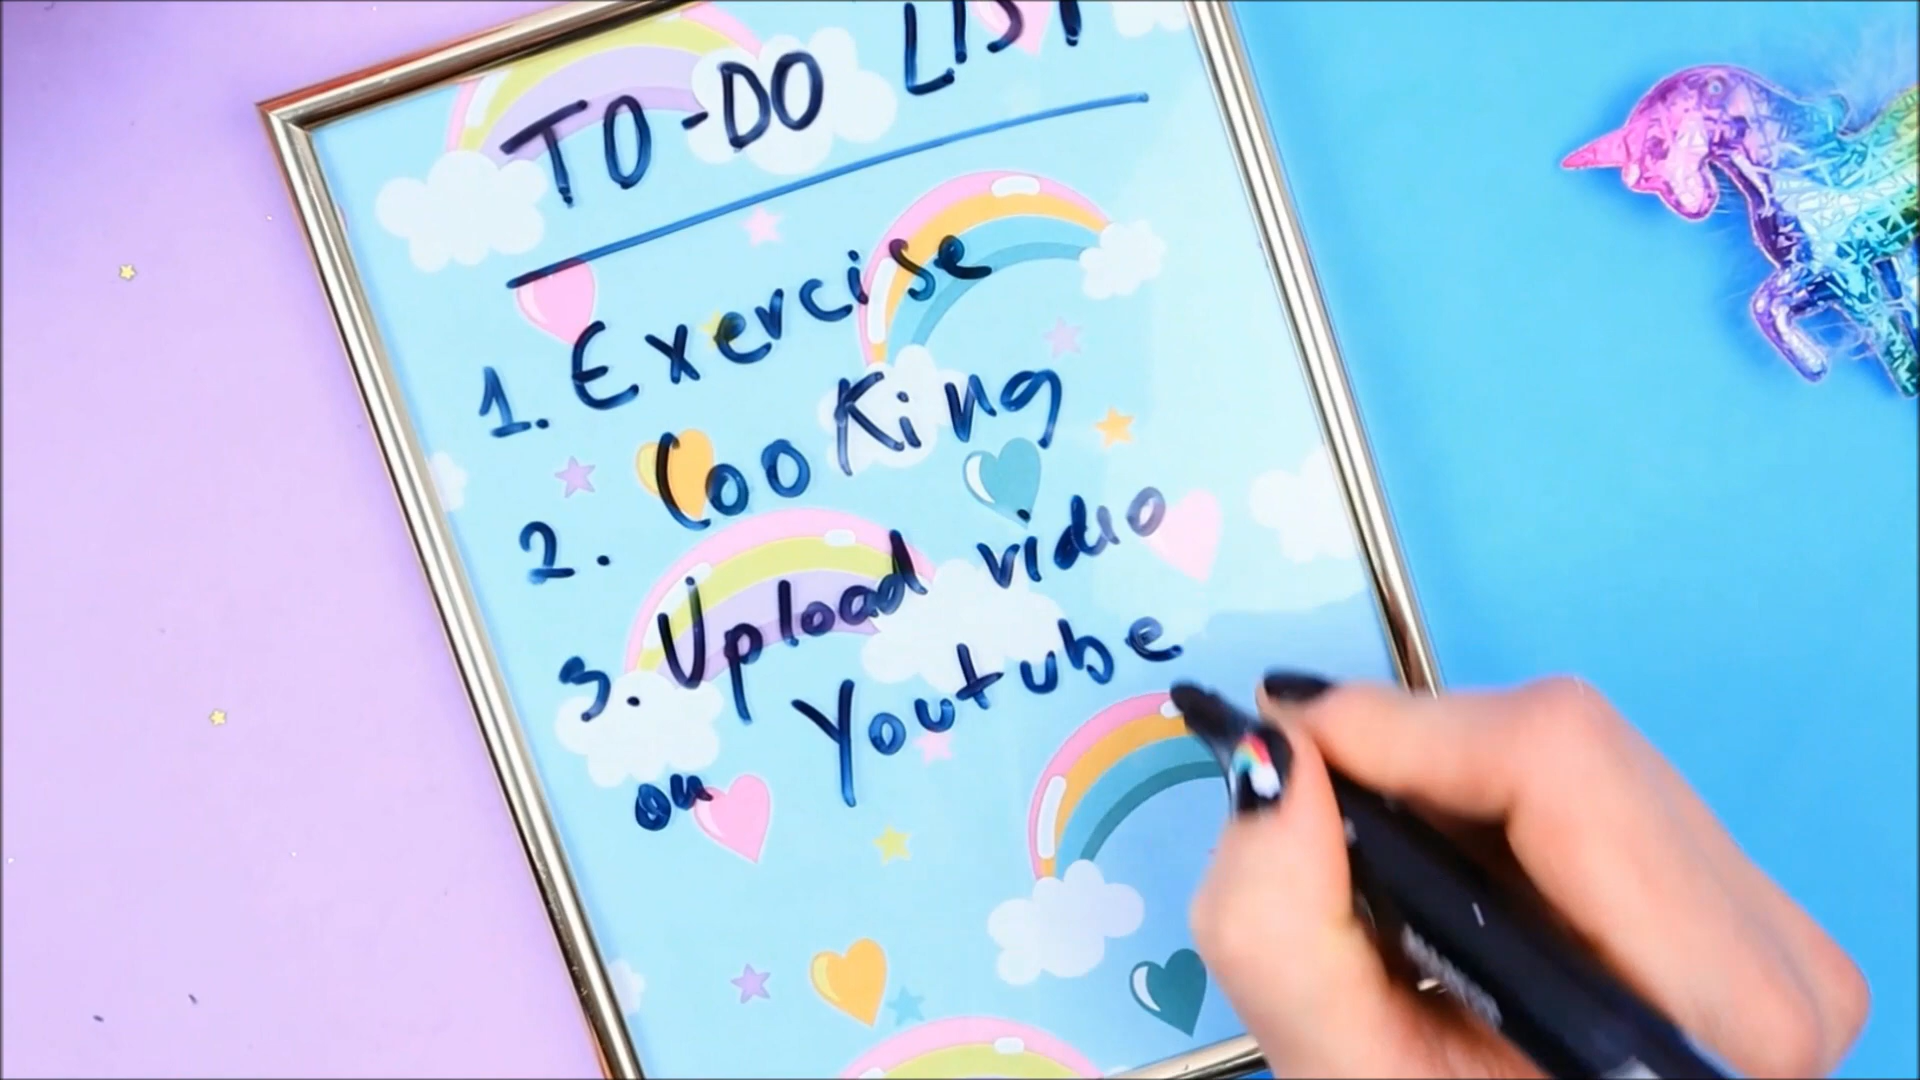 TO-DO LIST
1. Exercise
2. Cooking
3. Upload vidio
on Youtube